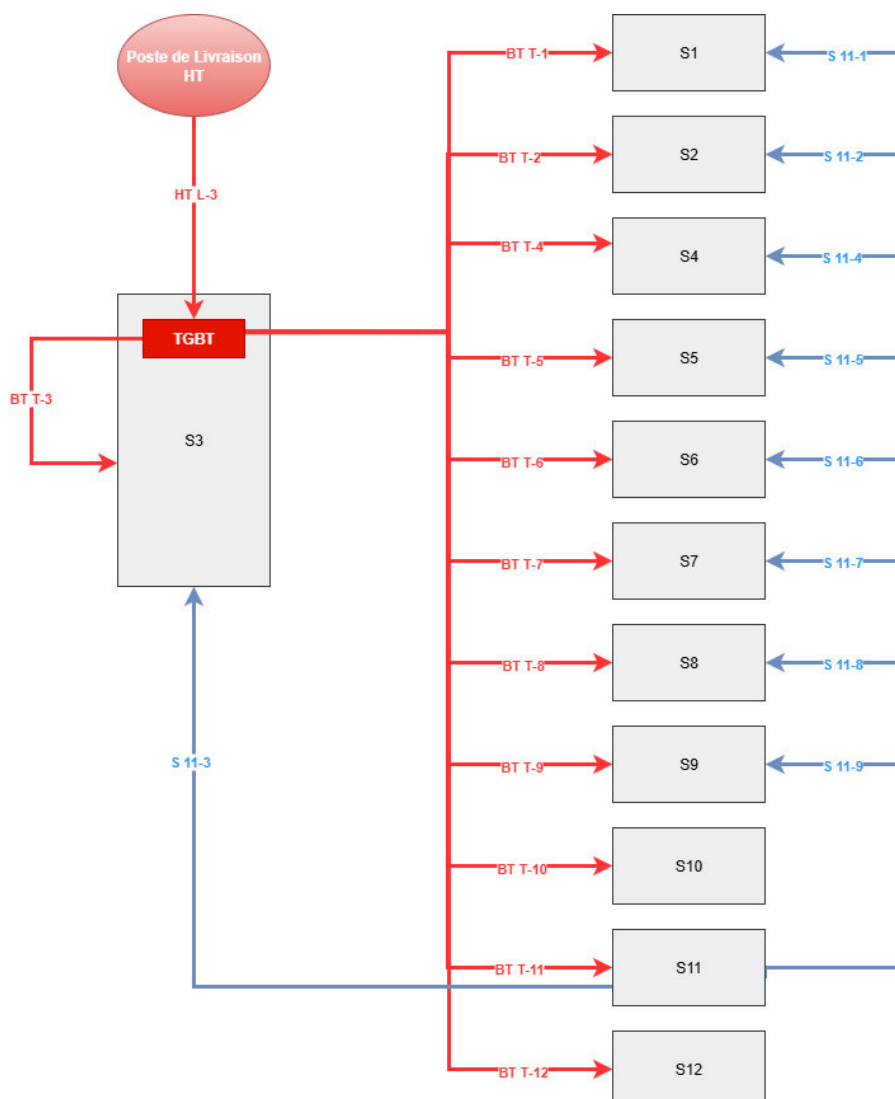 Poste de Livraison
HT
BT T-1
S1
S 11-1
BT T-2
S2
S 11-2
HT L-3
BT T-4
S4
S 11-4
TGBT
BT T-5
S5
S 11-5
BT T-3
S3
BT T-6
S6
S 11-6
BT T-7
S7
S 11-7
BT T-8
S8
S 11-8
S 11-3
BT T-9
S9
S 11-9
BT T-10
S10
BT T-11
S11
BT T-12
S12